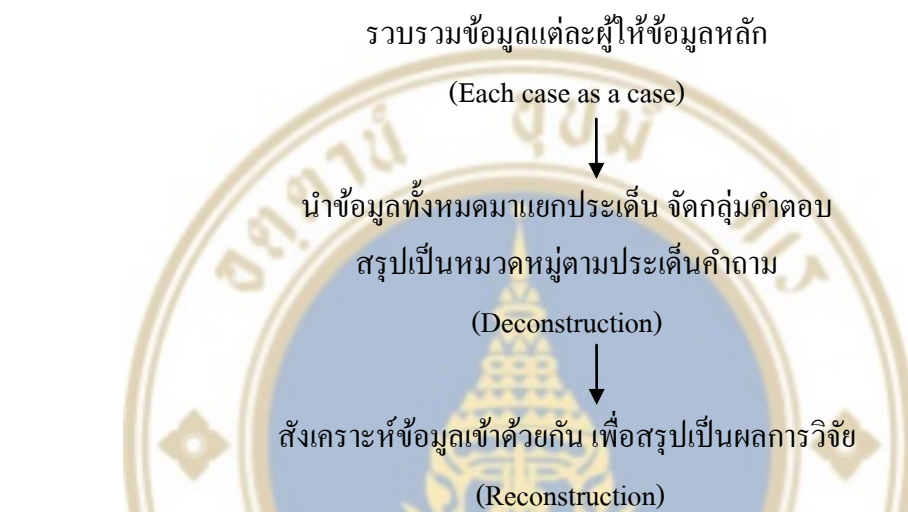 รวบรวมข้อมูลแต่ละผู้ให้ข้อมูลหลัก
(Each case as a case)
นำข้อมูลทั้งหมดมาแยกประเด็น จัดกลุ่มคำตอบ
สรุปเป็นหมวดหมู่ตามประเด็นคำถาม
(Deconstruction)
สังเคราะห์ข้อมูลเข้าด้วยกัน เพื่อสรุปเป็นผลการวิจัย
(Reconstruction)